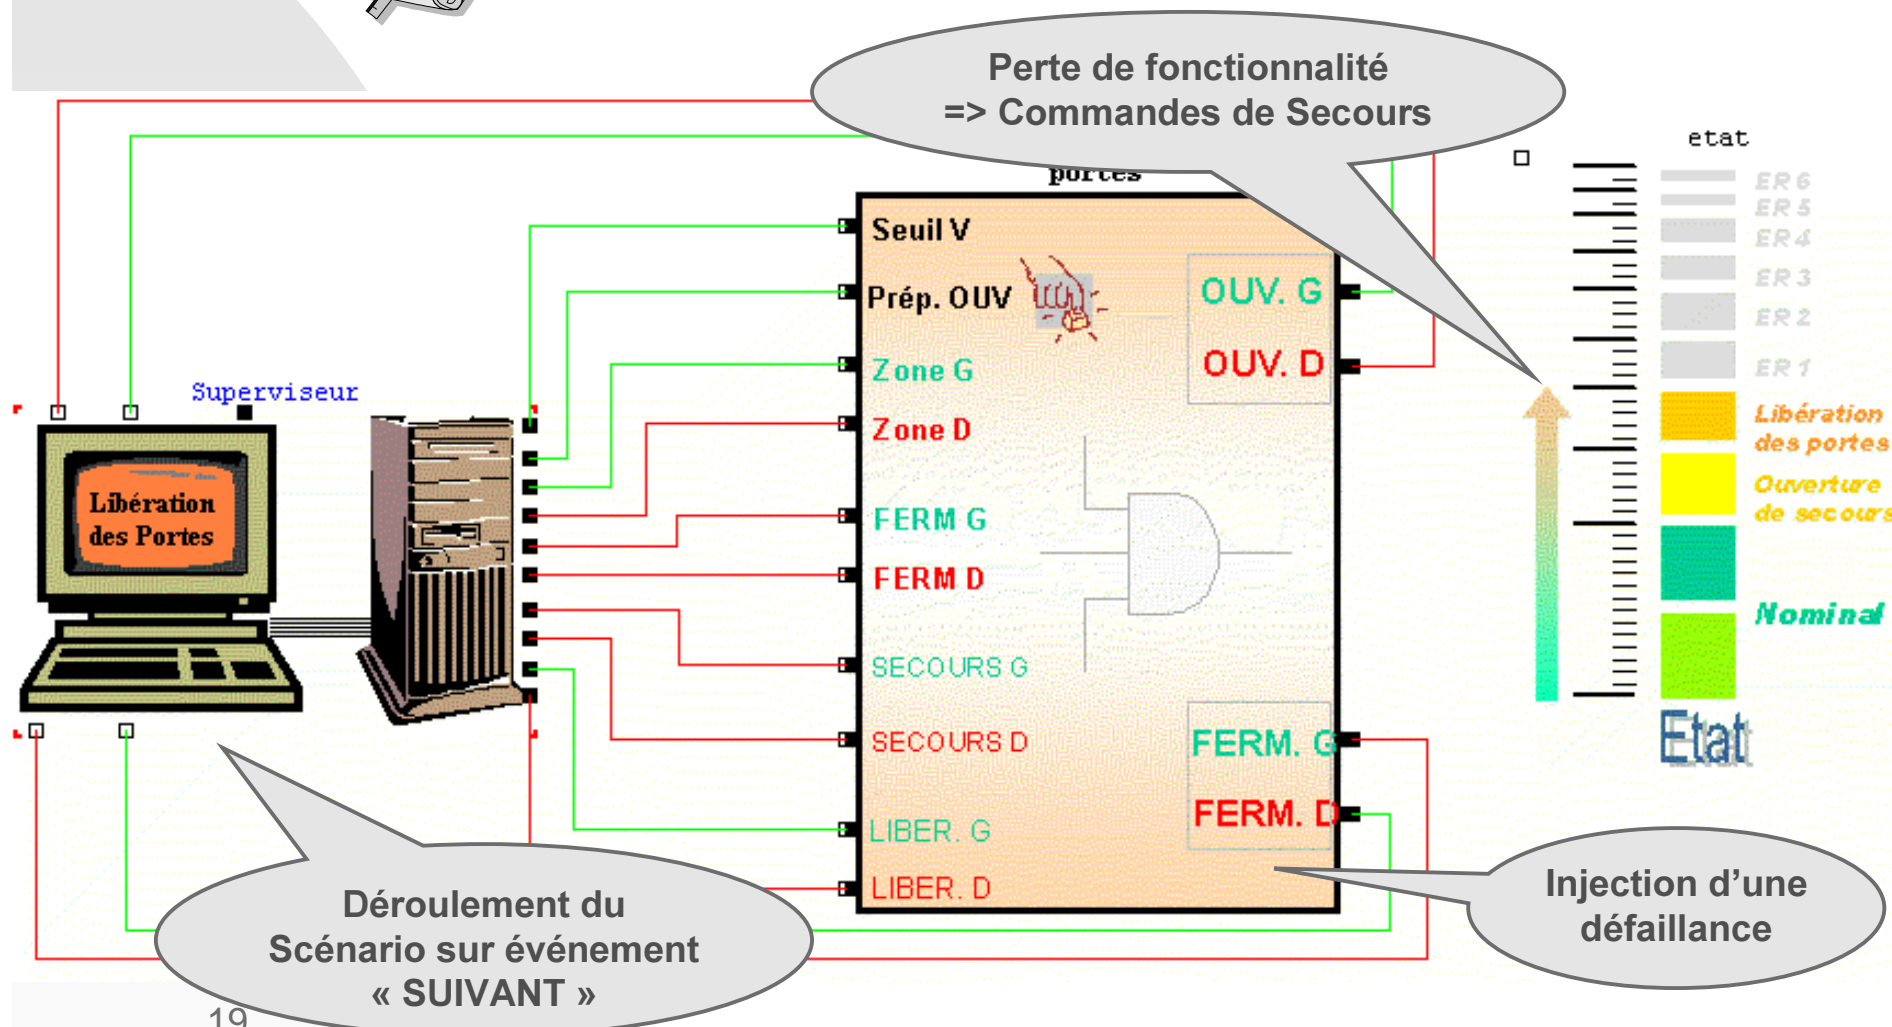 Perte de fonctionnalité
=> Commandes de Secours
etat
portes
Seuil V
Prép. OUV
Zone G
Zone D
FERM G
FERM D
SECOURS G
SECOURS D
LIBER. G
LIBER. D
OUV. G
OUV. D
FERM. G
FERM. D
Superviseur
Libération
des Portes
ER 6
ER 5
ER 4
ER 3
ER 2
ER 1
Libération
des portes
Ouverture
de secours
Nominal
Etat
Déroulement du
Scénario sur événement
« SUIVANT »
Injection d’une
défaillance
19